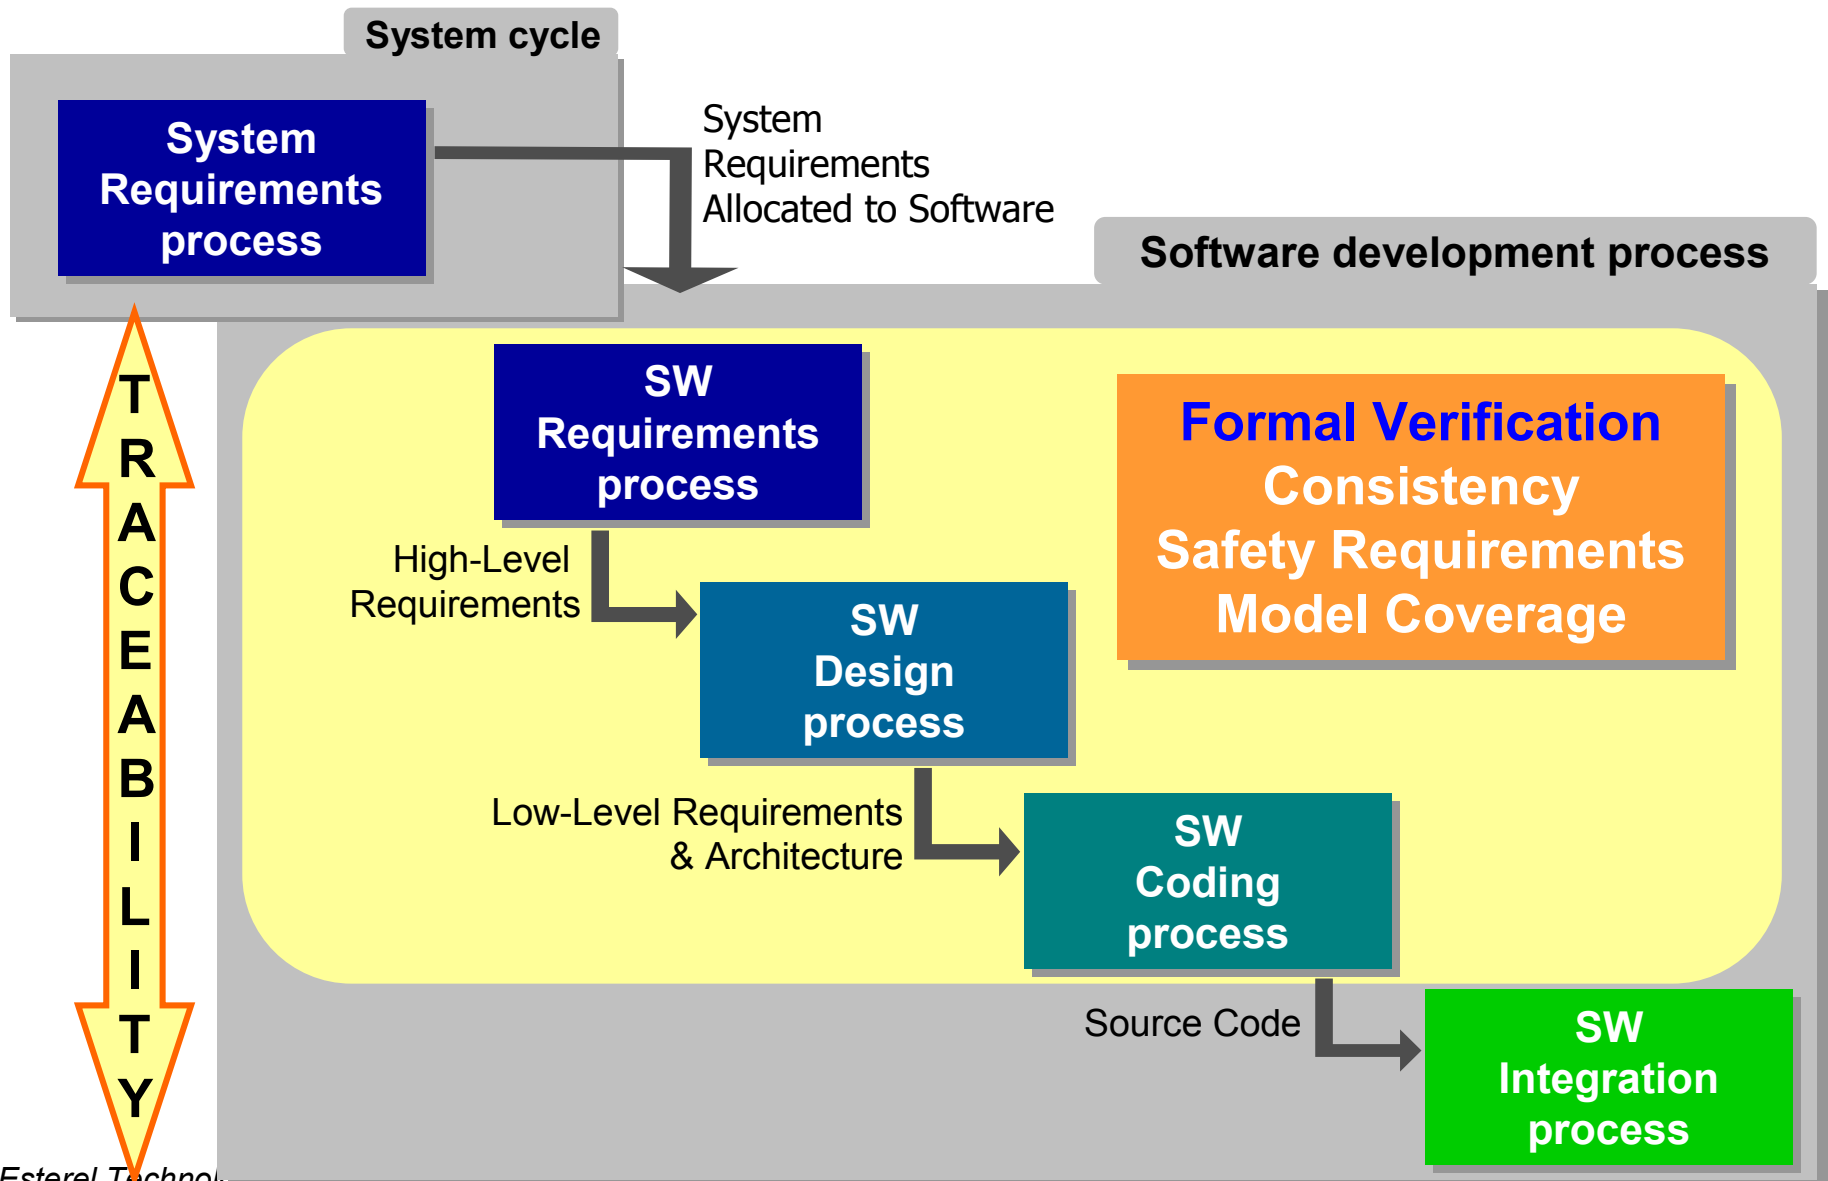 System cycle
System
Requirements
process
System
Requirements
Allocated to Software
Software development process
SW
Requirements
process
Formal Verification
Consistency
Safety Requirements
Model Coverage
High-Level
Requirements
SW
Design
process
Low-Level Requirements
& Architecture
SW
Coding
process
Source Code
SW
Integration
process
TRACEABILITY
Esterel